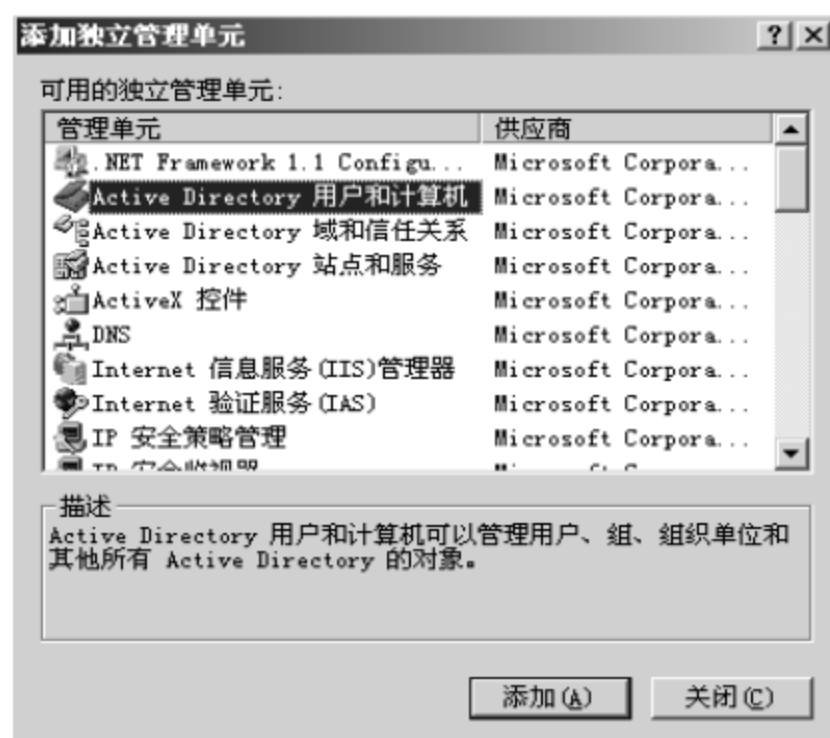 添加独立管理单元
可用的独立管理单元:
管理单元 供应商
.NET Framework 1.1 Configu... Microsoft Corpora...
Active Directory 用户和计算机 Microsoft Corpora...
Active Directory 域和信任关系 Microsoft Corpora...
Active Directory 站点和服务 Microsoft Corpora...
ActiveX 控件 Microsoft Corpora...
DNS Microsoft Corpora...
Internet 信息服务(IIS)管理器 Microsoft Corpora...
Internet 验证服务(IAS) Microsoft Corpora...
IP 安全策略管理 Microsoft Corpora...
描述
Active Directory 用户和计算机可以管理用户、组、组织单位和
其他所有 Active Directory 的对象。
添加(A) 关闭(C)